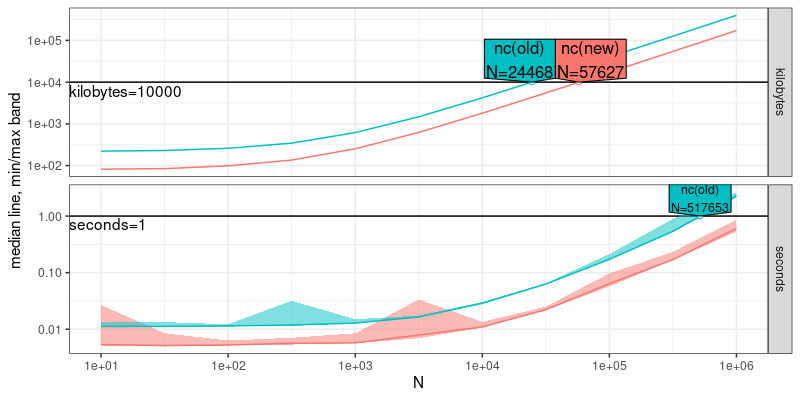 1e+05
1e+04
1e+03
1e+02
nc(old)
N=24468
nc(new)
N=57627
kilobytes=10000
kilobytes
median line, min/max band
1.00
0.10
0.01
nc(old)
N=517653
seconds=1
seconds
1e+01
1e+02
1e+03
1e+04
1e+05
1e+06
N